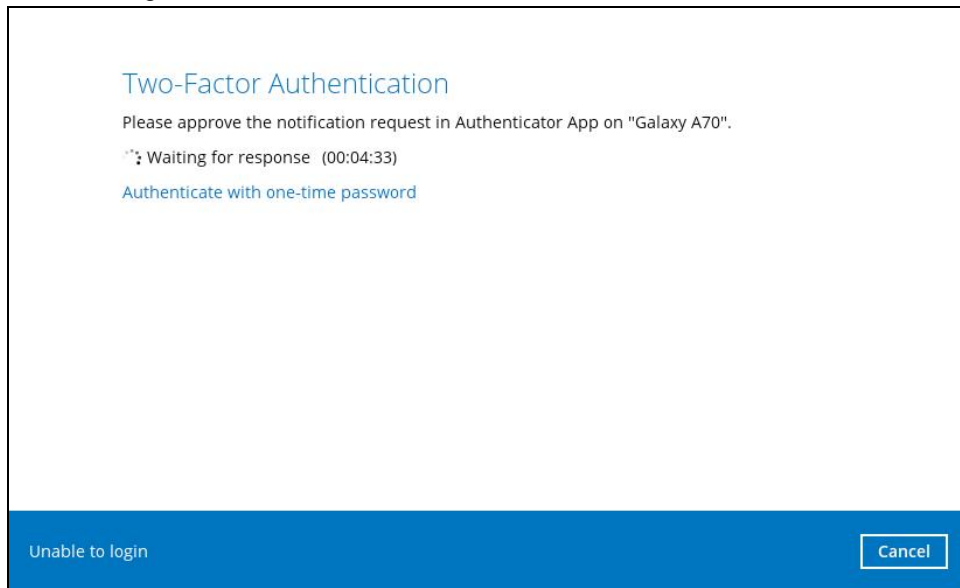 Two-Factor Authentication
Please approve the notification request in Authenticator App on "Galaxy A70".
Waiting for response (00:04:33)
Authenticate with one-time password
Unable to login
Cancel